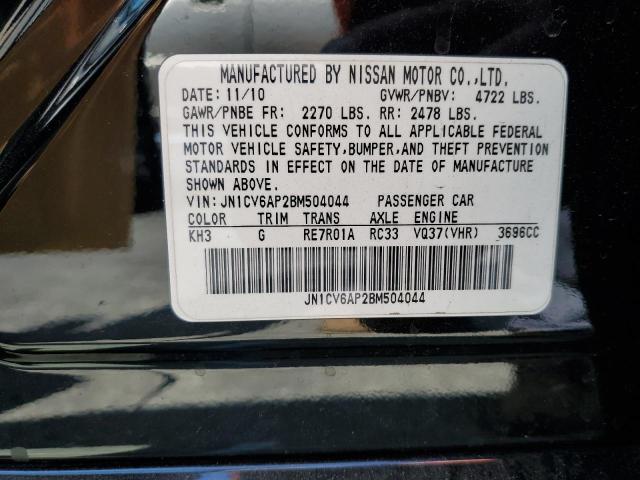 MANUFACTURED BY NISSAN MOTOR CO.,LTD.
DATE: 11/10 GVWR/PNBV: 4722 LBS.
GAWR/PNBE FR: 2270 LBS. RR: 2478 LBS.
THIS VEHICLE CONFORMS TO ALL APPLICABLE FEDERAL
MOTOR VEHICLE SAFETY,BUMPER,AND THEFT PREVENTION
STANDARDS IN EFFECT ON THE DATE OF MANUFACTURE
SHOWN ABOVE.
VIN: JN1CV6AP2BM504044 PASSENGER CAR
COLOR TRIM TRANS AXLE ENGINE
KH3 G RE7R01A RC33 VQ37(VHR) 3696CC
JN1CV6AP2BM504044